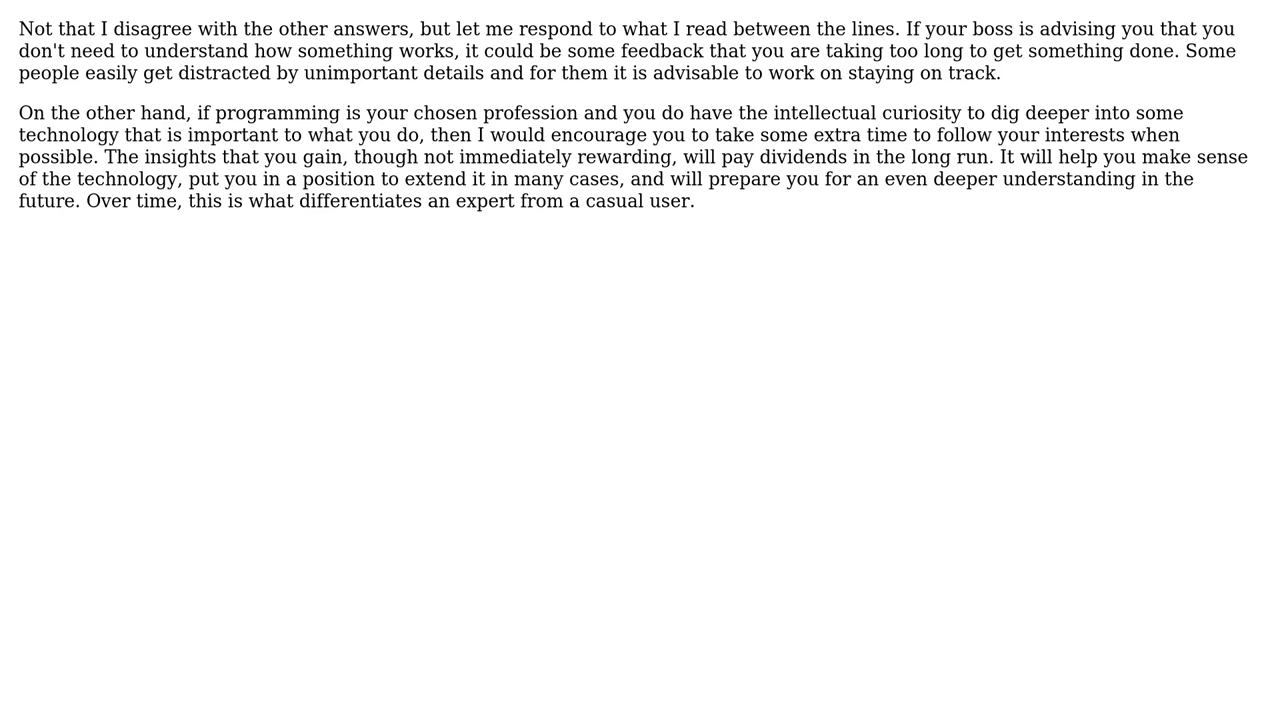 Not that I disagree with the other answers, but let me respond to what I read between the lines. If your boss is advising you that you
don't need to understand how something works, it could be some feedback that you are taking too long to get something done. Some
people easily get distracted by unimportant details and for them it is advisable to work on staying on track.
On the other hand, if programming is your chosen profession and you do have the intellectual curiosity to dig deeper into some
technology that is important to what you do, then I would encourage you to take some extra time to follow your interests when
possible. The insights that you gain, though not immediately rewarding, will pay dividends in the long run. It will help you make sense
of the technology, put you in a position to extend it in many cases, and will prepare you for an even deeper understanding in the
future. Over time, this is what differentiates an expert from a casual user.